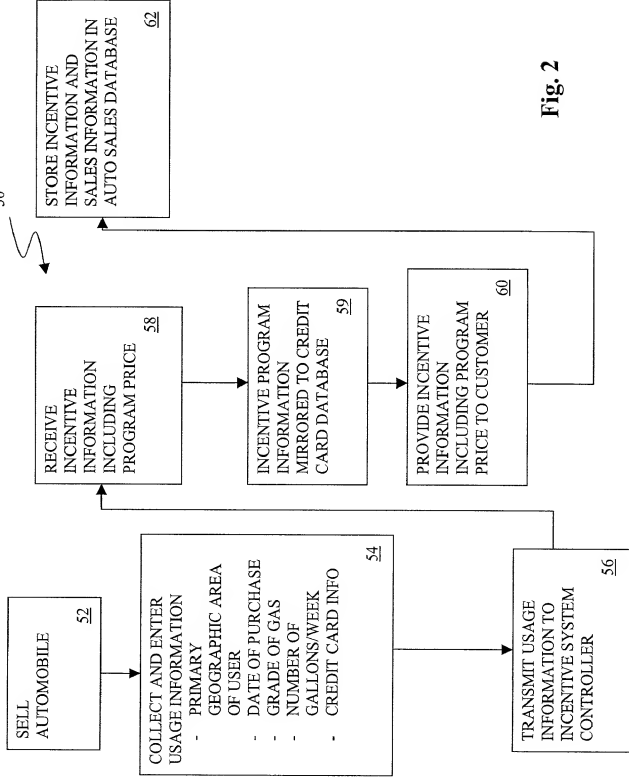 SELL
AUTOMOBILE
52
COLLECT AND ENTER
USAGE INFORMATION
- PRIMARY
GEOGRAPHIC AREA
OF USER
- DATE OF PURCHASE
- GRADE OF GAS
- NUMBER OF
GALLONS/WEEK
- CREDIT CARD INFO
54
TRANSMIT USAGE
INFORMATION TO
INCENTIVE SYSTEM
CONTROLLER
56
RECEIVE
INCENTIVE
INFORMATION
INCLUDING
PROGRAM PRICE
58
INCENTIVE PROGRAM
INFORMATION
MIRRORED TO CREDIT
CARD DATABASE
59
PROVIDE INCENTIVE
INFORMATION
INCLUDING PROGRAM
PRICE TO CUSTOMER
60
STORE INCENTIVE
INFORMATION AND
SALES INFORMATION IN
AUTO SALES DATABASE
62
Fig. 2